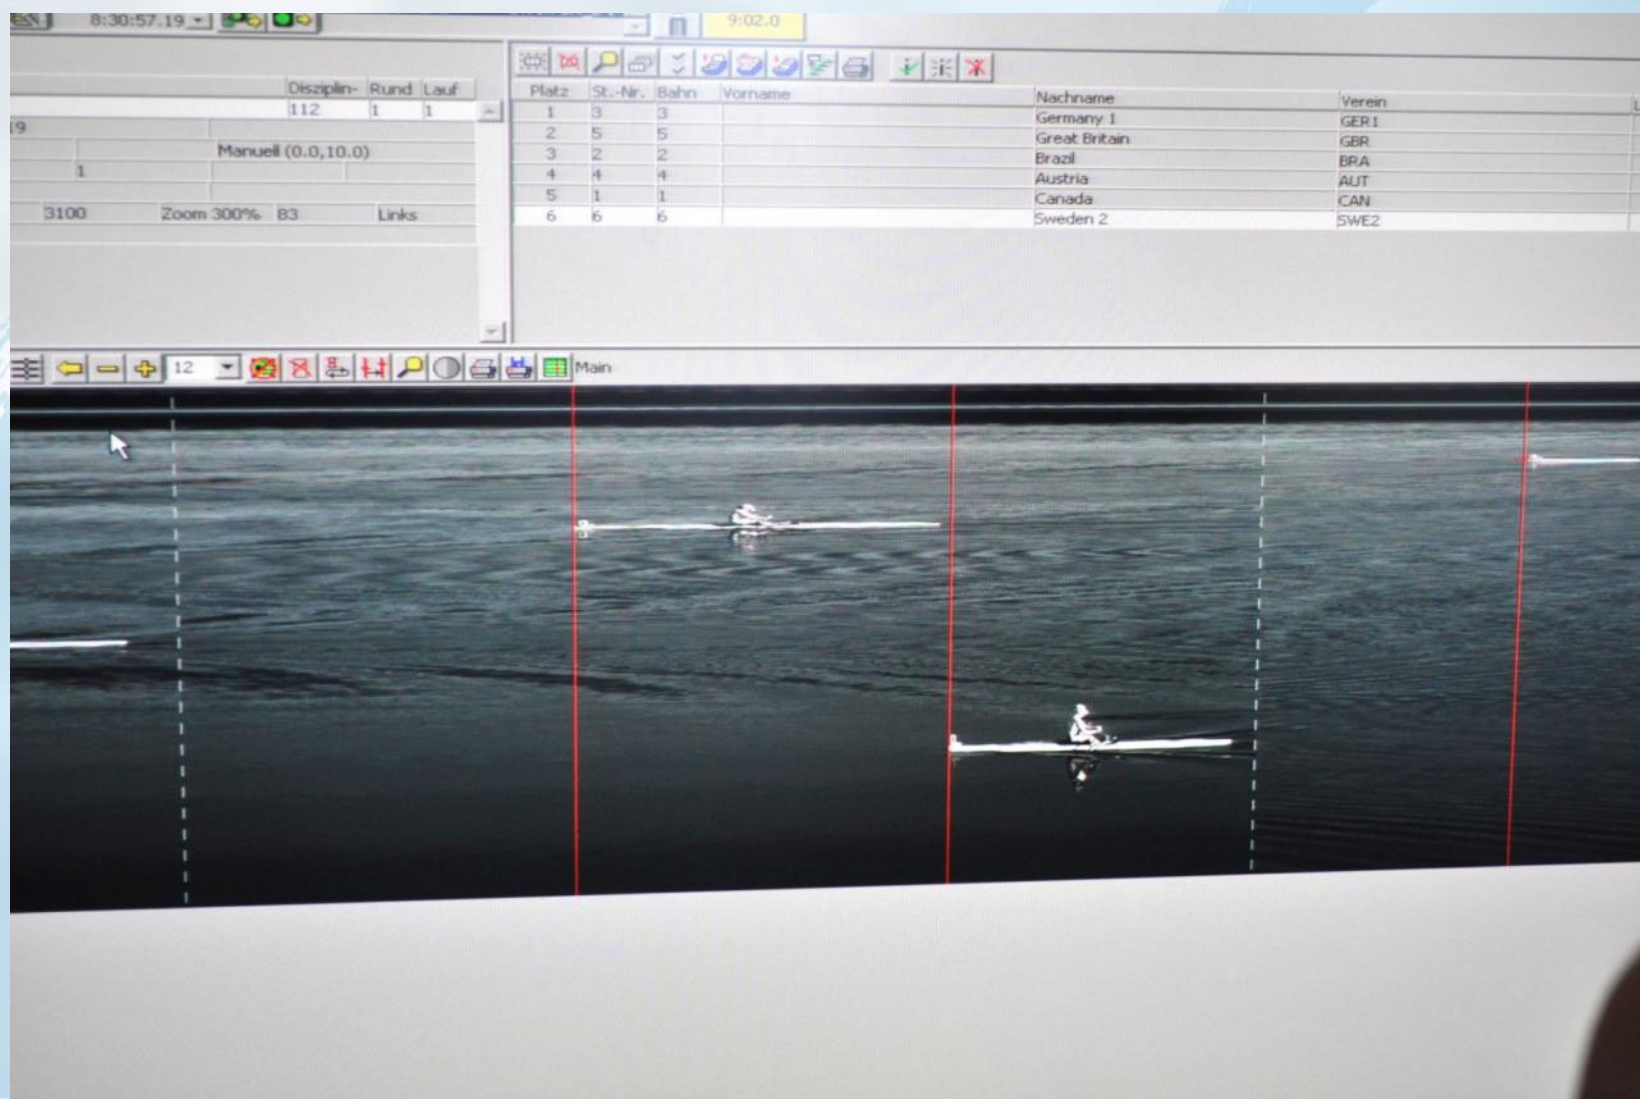 8:30:57.19
9:02.0
Disziplin- Rund Lauf
112 1 1
19
Manuell (0.0,10.0)
1
3100 Zoom 300% 83 Links
Platz St.-Nr. Bahn Vorname Nachname Verein
1 3 3 Germany 1 GER1
2 5 5 Great Britain GBR
3 2 2 Brazil BRA
4 4 4 Austria AUT
5 1 1 Canada CAN
6 6 6 Sweden 2 SWE2
12 Main